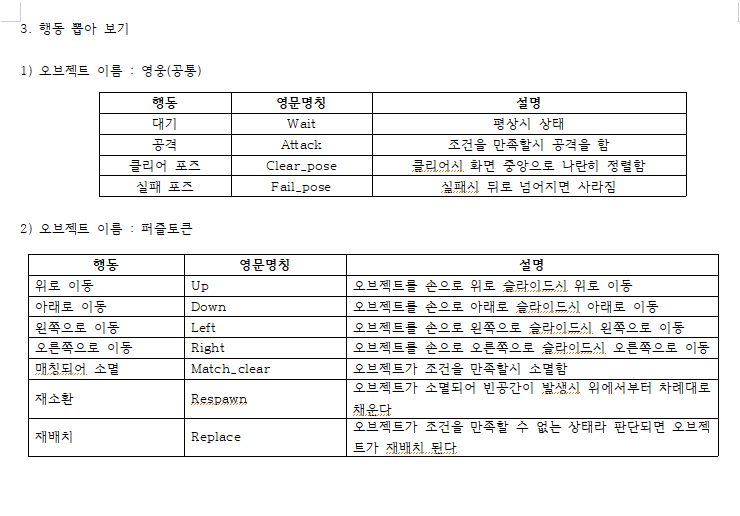 3. 행동 뽑아 보기
1) 오브젝트 이름 : 영웅(공통)
행동 영문명칭 설명
대기 Wait 평상시 상태
공격 Attack 조건을 만족할시 공격을 함
클리어 포즈 Clear_pose 클리어시 화면 중앙으로 나란히 정렬함
실패 포즈 Fail_pose 실패시 뒤로 넘어지면 사라짐
2) 오브젝트 이름 : 퍼즐토큰
행동 영문명칭 설명
위로 이동 Up 오브젝트를 손으로 위로 슬라이드시 위로 이동
아래로 이동 Down 오브젝트를 손으로 아래로 슬라이드시 아래로 이동
왼쪽으로 이동 Left 오브젝트를 손으로 왼쪽으로 슬라이드시 왼쪽으로 이동
오른쪽으로 이동 Right 오브젝트를 손으로 오른쪽으로 슬라이드시 오른쪽으로 이동
매칭되어 소멸 Match_clear 오브젝트가 조건을 만족할시 소멸함
재소환 Respawn 오브젝트가 소멸되어 빈공간이 발생시 위에서부터 차례대로
채운다
재배치 Replace 오브젝트가 조건을 만족할 수 없는 상태라 판단되면 오브젝
트가 재배치 된다